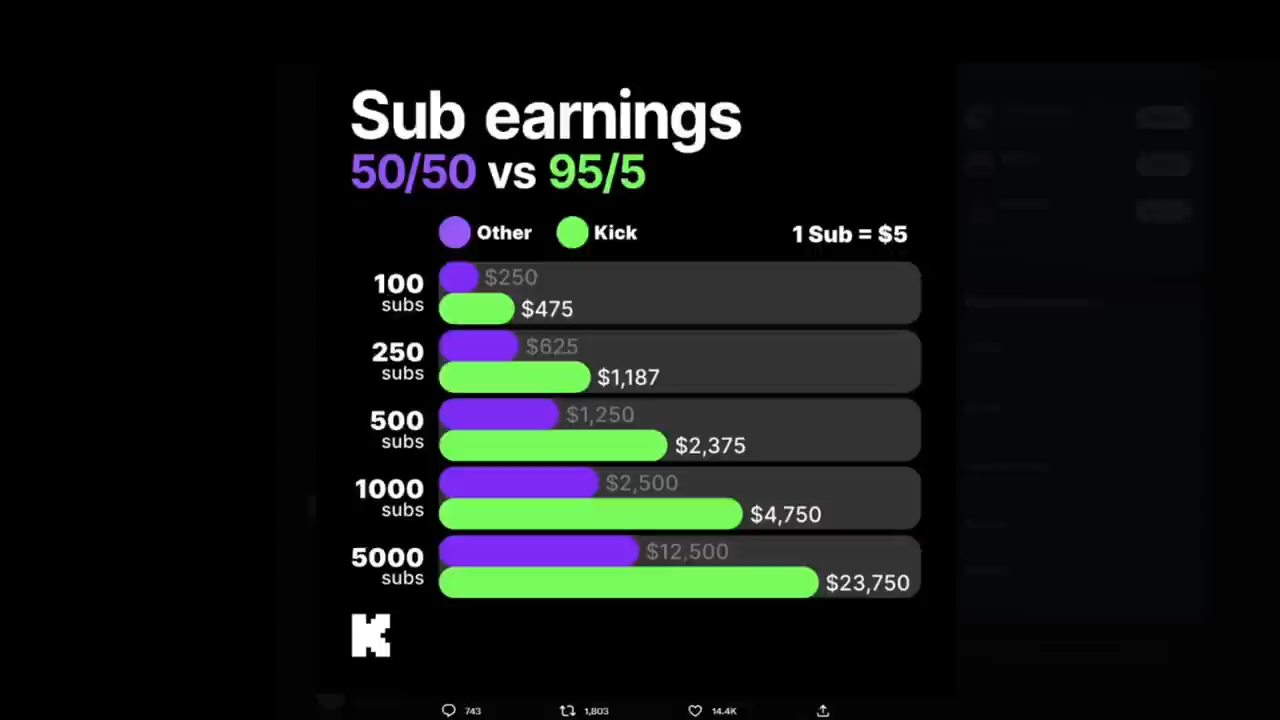 Sub earnings
50/50 vs 95/5
Other Kick 1 Sub = $5
100 subs $250
$475
250 subs $625
$1,187
500 subs $1,250
$2,375
1000 subs $2,500
$4,750
5000 subs $12,500
$23,750
K
743 1,803 14.4K